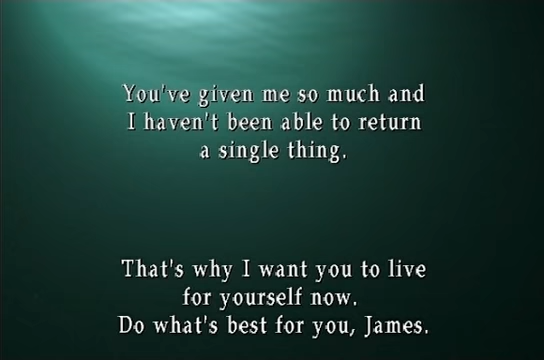 You've given me so much and
I haven't been able to return
a single thing.
That's why I want you to live
for yourself now.
Do what's best for you, James.